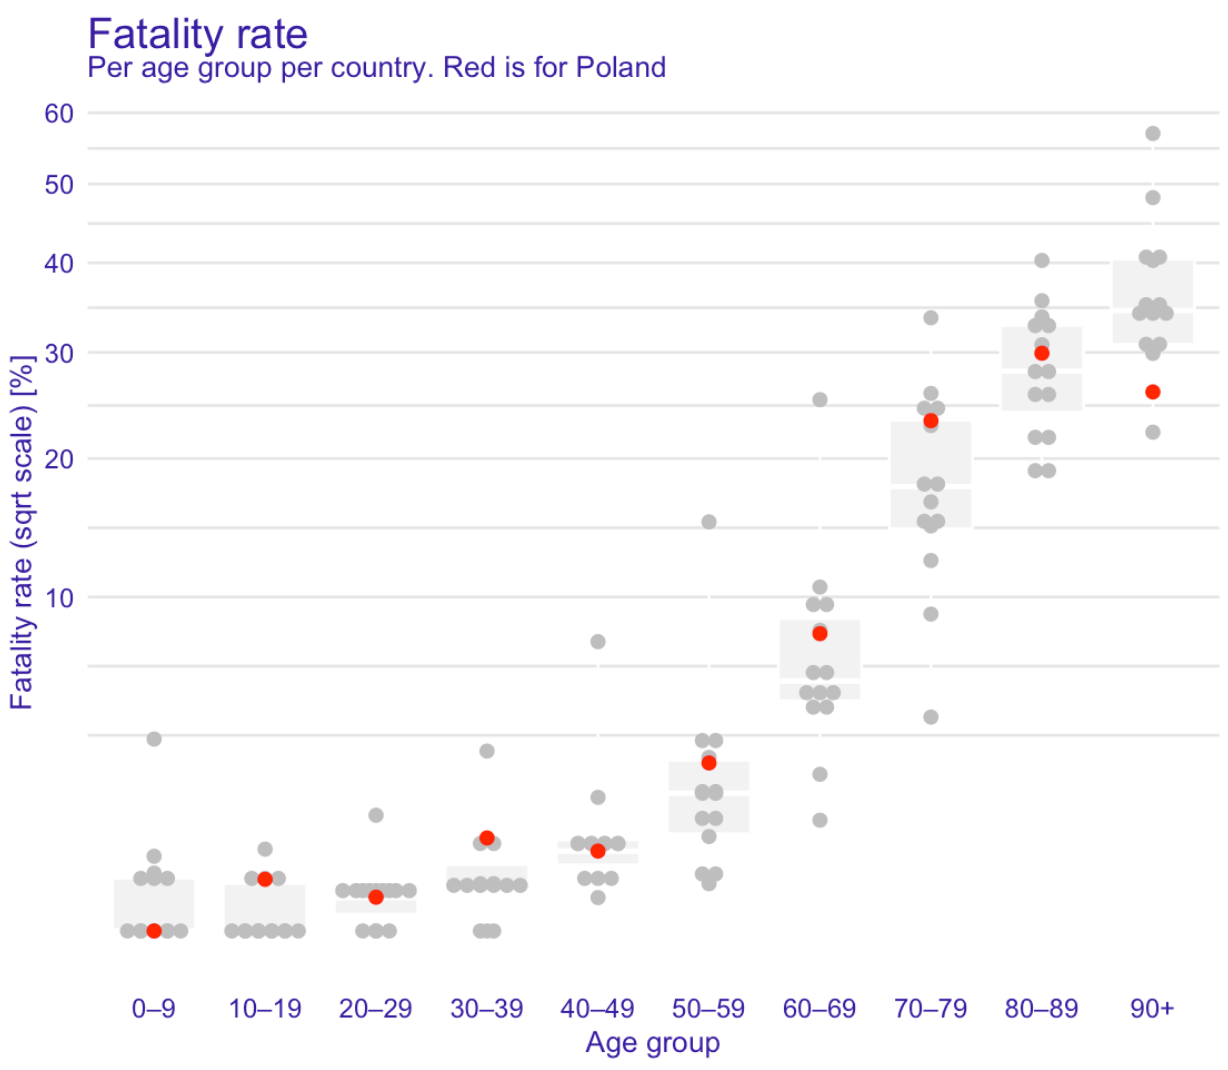 Fatality rate
Per age group per country. Red is for Poland
60
50
40
30
20
10
Fatality rate (sqrt scale) [%]
0–9 10–19 20–29 30–39 40–49 50–59 60–69 70–79 80–89 90+
Age group